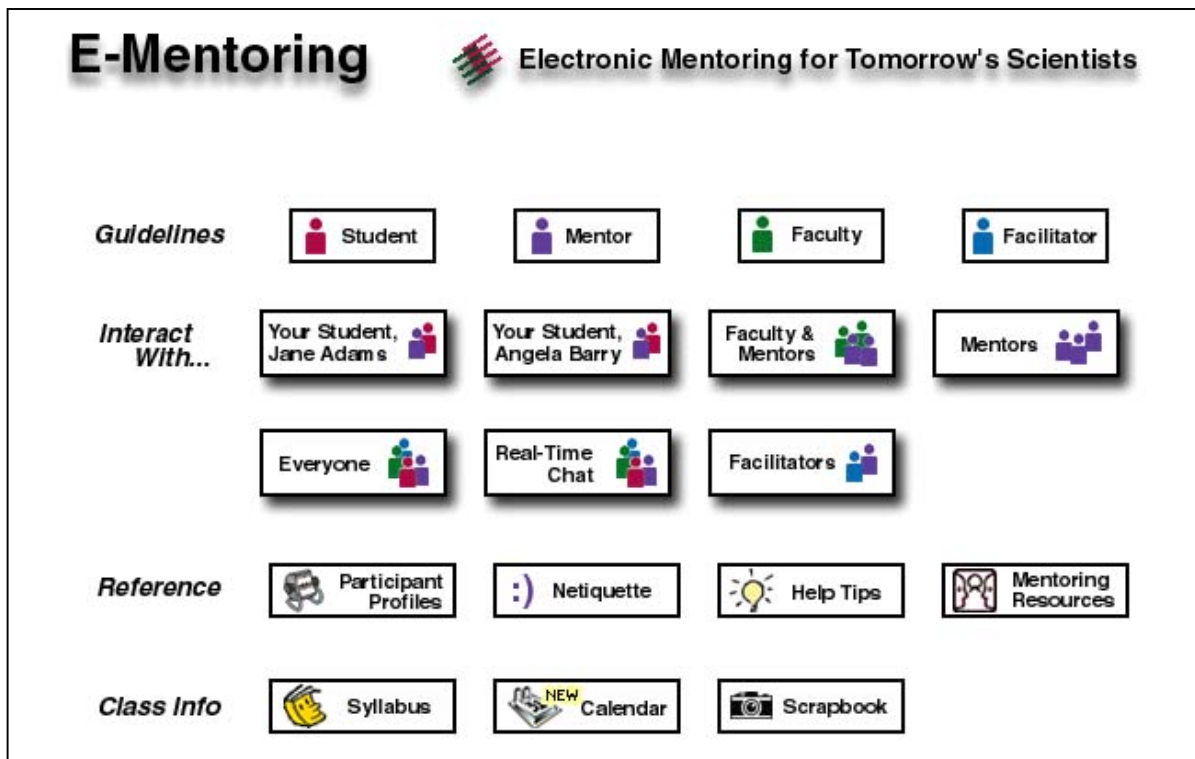 E-Mentoring
Electronic Mentoring for Tomorrow's Scientists
Guidelines
Student
Mentor
Faculty
Facilitator
Interact
With...
Your Student,
Jane Adams
Your Student,
Angela Barry
Faculty &
Mentors
Mentors
Everyone
Real-Time
Chat
Facilitators
Reference
Participant
Profiles
:)
Netiquette
Help Tips
Mentoring
Resources
Class Info
Syllabus
NEW
Calendar
Scrapbook